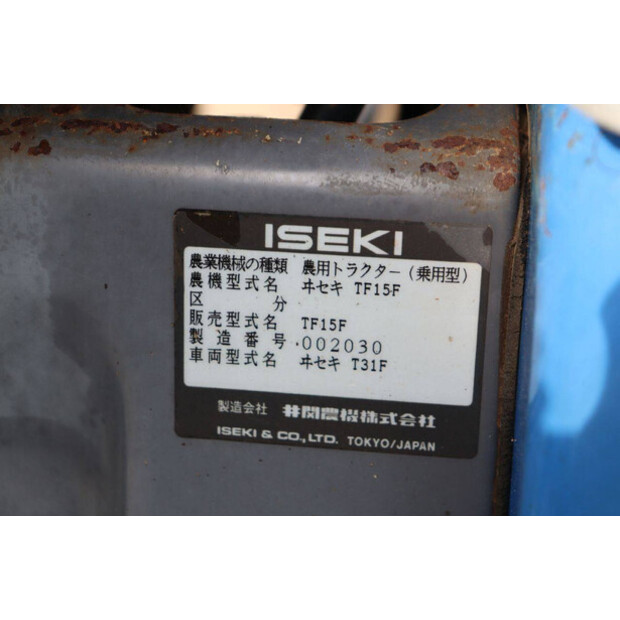 ISEKI
農業機械の種類 農用トラクター(乗用型)
農機型式名 ヰセキ TF15F
区分
販売型式名 TF15F
製造番号 002030
車両型式名 ヰセキ T31F
製造会社 井関農機株式会社
ISEKI & CO., LTD. TOKYO/JAPAN